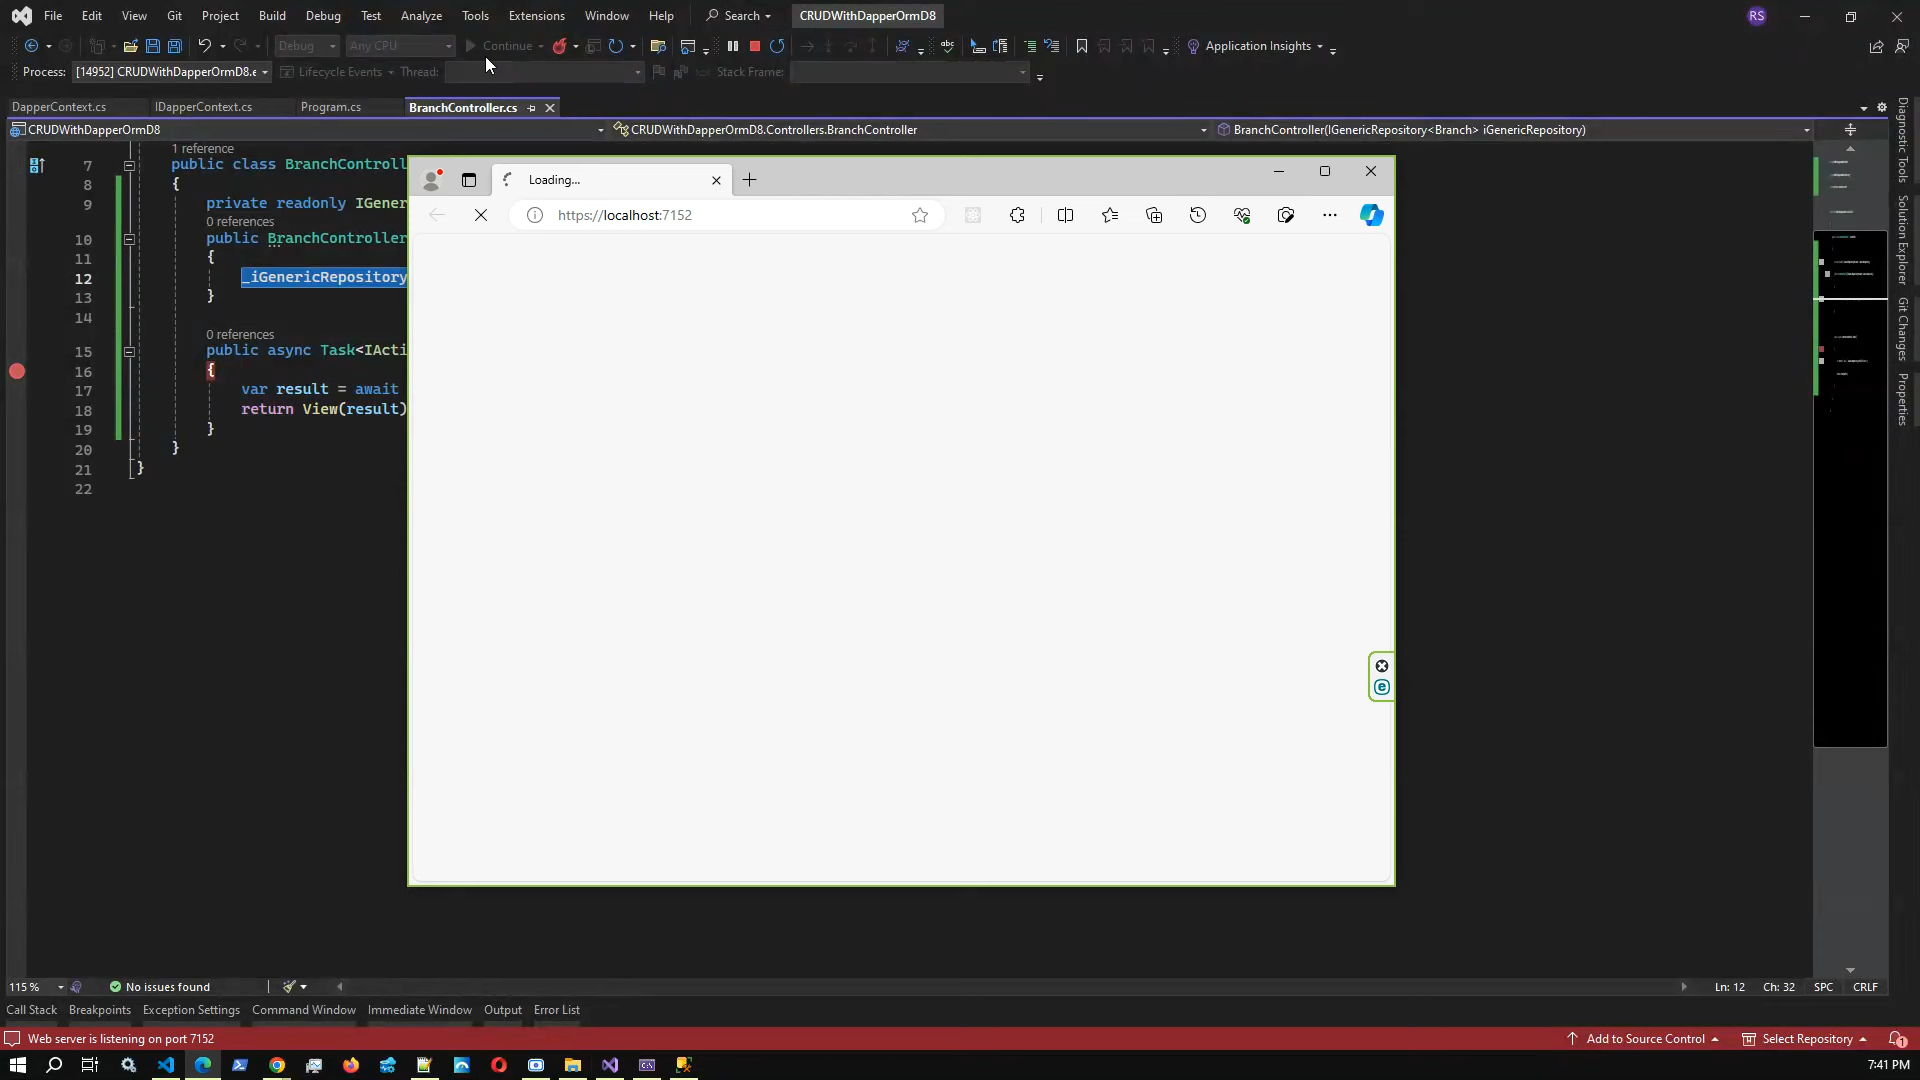 File Edit View Git Project Build Debug Test Analyze Tools Extensions Window Help Search CRUDWithDapperOrmD8 RS
Debug Any CPU Continue Application Insights
Process: [14952] CRUDWithDapperOrmD8.e Lifecycle Events Thread: Stack Frame:
DapperContext.cs IDapperContext.cs Program.cs BranchController.cs
CRUDWithDapperOrmD8 CRUDWithDapperOrmD8.Controllers.BranchController BranchController(IGenericRepository<Branch> iGenericRepository)
1 reference
7 public class BranchControll
8 {
9 private readonly IGener
0 references
10 public BranchController
11 {
12 _iGenericRepository
13 }
14
0 references
15 public async Task<IActi
16 {
17 var result = await
18 return View(result)
19 }
20 }
21 }
22
Loading...
https://localhost:7152
Diagnostic Tools
Solution Explorer
Git Changes
Properties
115 % No issues found Ln: 12 Ch: 32 SPC CRLF
Call Stack Breakpoints Exception Settings Command Window Immediate Window Output Error List
Web server is listening on port 7152 Add to Source Control Select Repository 1
7:41 PM